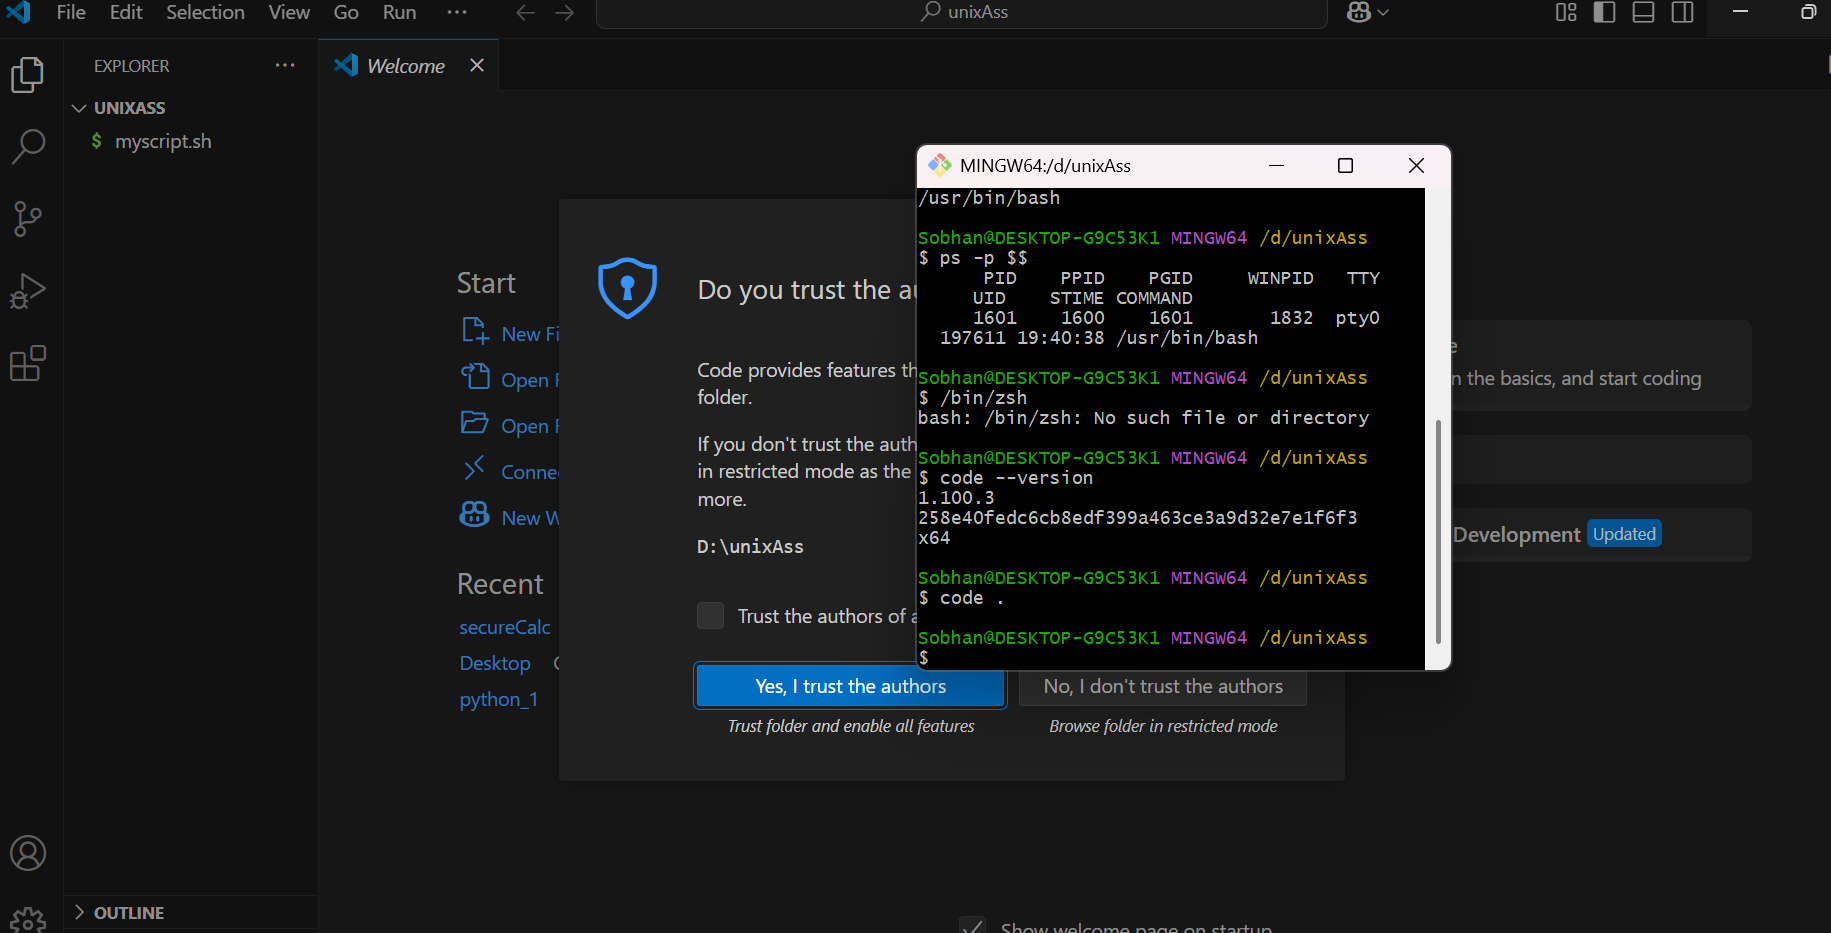 File Edit Selection View Go Run ···
unixAss
EXPLORER ···
Welcome
UNIXASS
$ myscript.sh
Start
New Fi
Open F
Open F
Connec
New W
Recent
secureCalc
Desktop
python_1
Do you trust the au
Code provides features th
folder.
If you don't trust the auth
in restricted mode as the
more.
D:\unixAss
Trust the authors of a
Yes, I trust the authors
No, I don't trust the authors
Trust folder and enable all features
Browse folder in restricted mode
MINGW64:/d/unixAss
/usr/bin/bash
Sobhan@DESKTOP-G9C53K1 MINGW64 /d/unixAss
$ ps -p $$
PID PPID PGID WINPID TTY
UID STIME COMMAND
1601 1600 1601 1832 pty0
197611 19:40:38 /usr/bin/bash
Sobhan@DESKTOP-G9C53K1 MINGW64 /d/unixAss
$ /bin/zsh
bash: /bin/zsh: No such file or directory
Sobhan@DESKTOP-G9C53K1 MINGW64 /d/unixAss
$ code --version
1.100.3
258e40fedc6cb8edf399a463ce3a9d32e7e1f6f3
x64
Sobhan@DESKTOP-G9C53K1 MINGW64 /d/unixAss
$ code .
Sobhan@DESKTOP-G9C53K1 MINGW64 /d/unixAss
$
e
n the basics, and start coding
Development Updated
OUTLINE
Show welcome page on startup